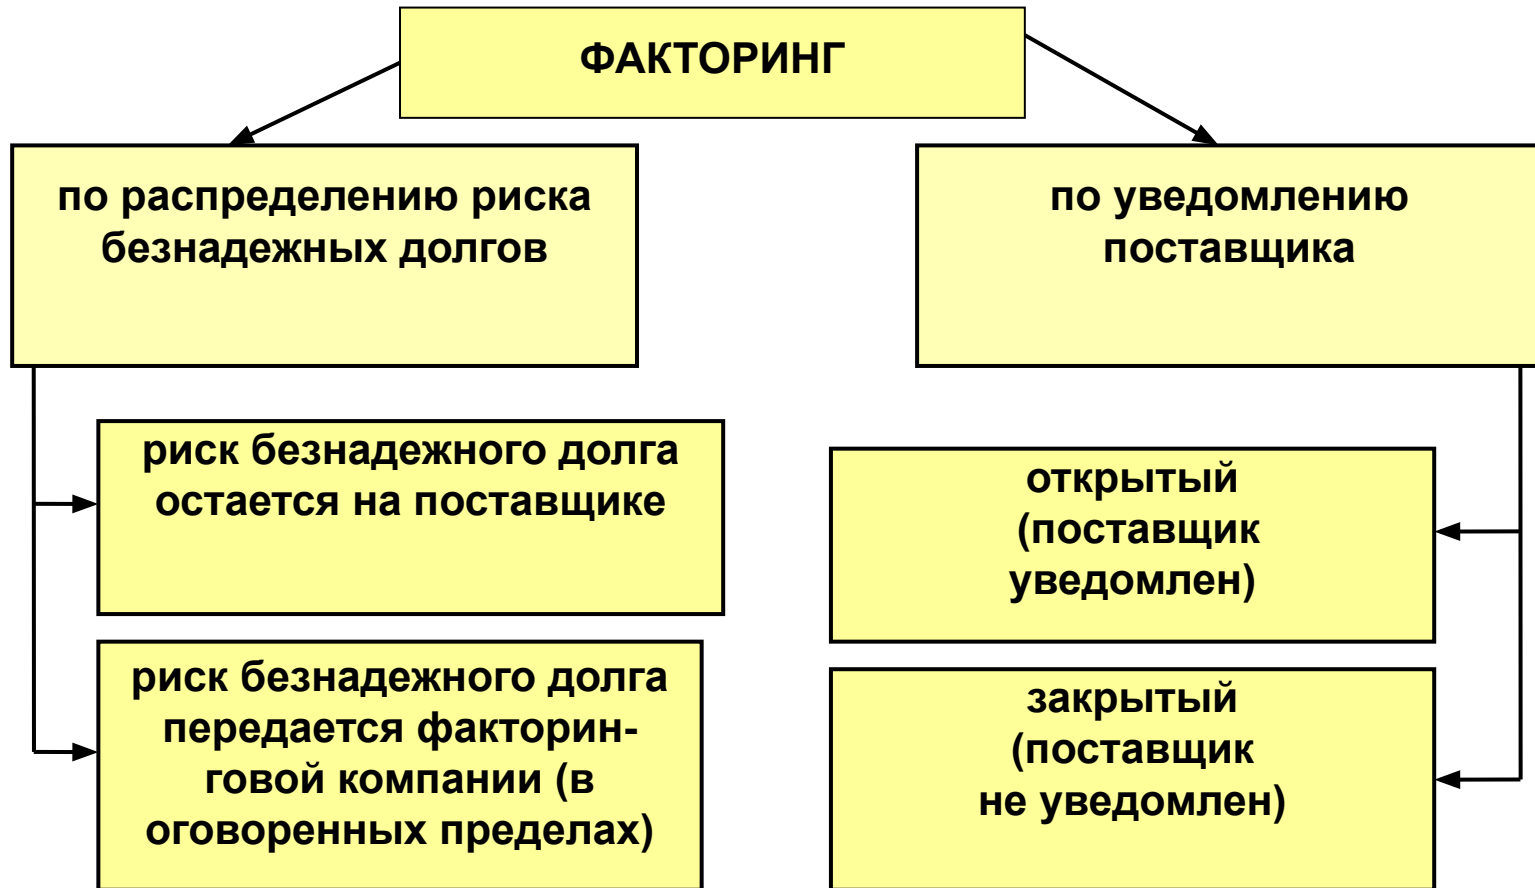 ФАКТОРИНГ
по распределению риска
безнадежных долгов
по уведомлению
поставщика
риск безнадежного долга
остается на поставщике
риск безнадежного долга
передается факторин-
говой компании (в
оговоренных пределах)
открытый
(поставщик
уведомлен)
закрытый
(поставщик
не уведомлен)